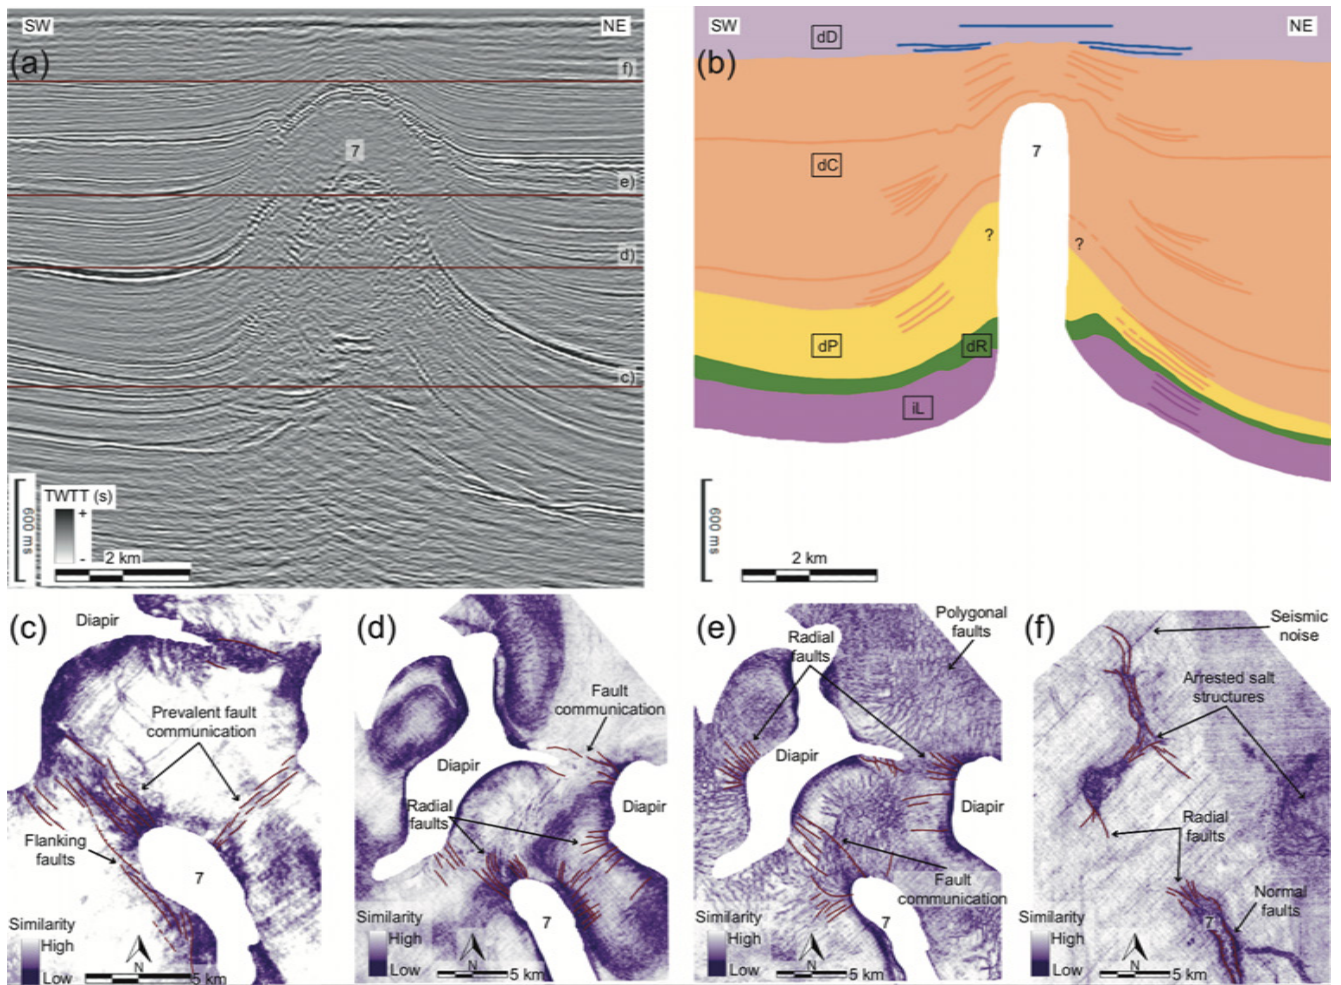 SW
NE
(a)
f)
7
e)
d)
c)
TWTT (s)
+
-
600 ms
2 km
SW
NE
(b)
dD
dC
7
?
?
dP
dR
iL
600 ms
2 km
(c)
Diapir
Prevalent fault
communication
Flanking
faults
7
Similarity
High
Low
N
5 km
(d)
Fault
communication
Diapir
Diapir
Radial
faults
7
Similarity
High
Low
N
5 km
(e)
Polygonal
faults
Radial
faults
Diapir
Diapir
Fault
communication
7
Similarity
High
Low
N
5 km
(f)
Seismic
noise
Arrested salt
structures
Radial
faults
Normal
faults
7
Similarity
High
Low
N
5 km